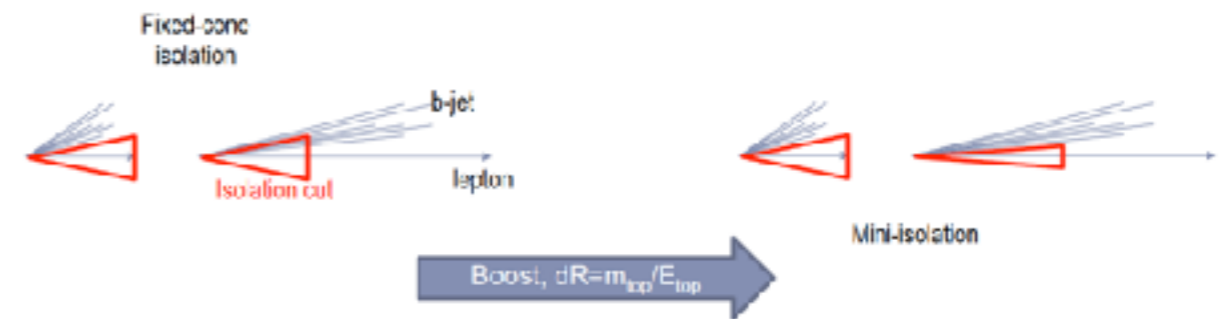 Fixed-cone
isolation
b-jet
Isolation cut
lepton
Mini-isolation
Boost, dR=m_top/E_top